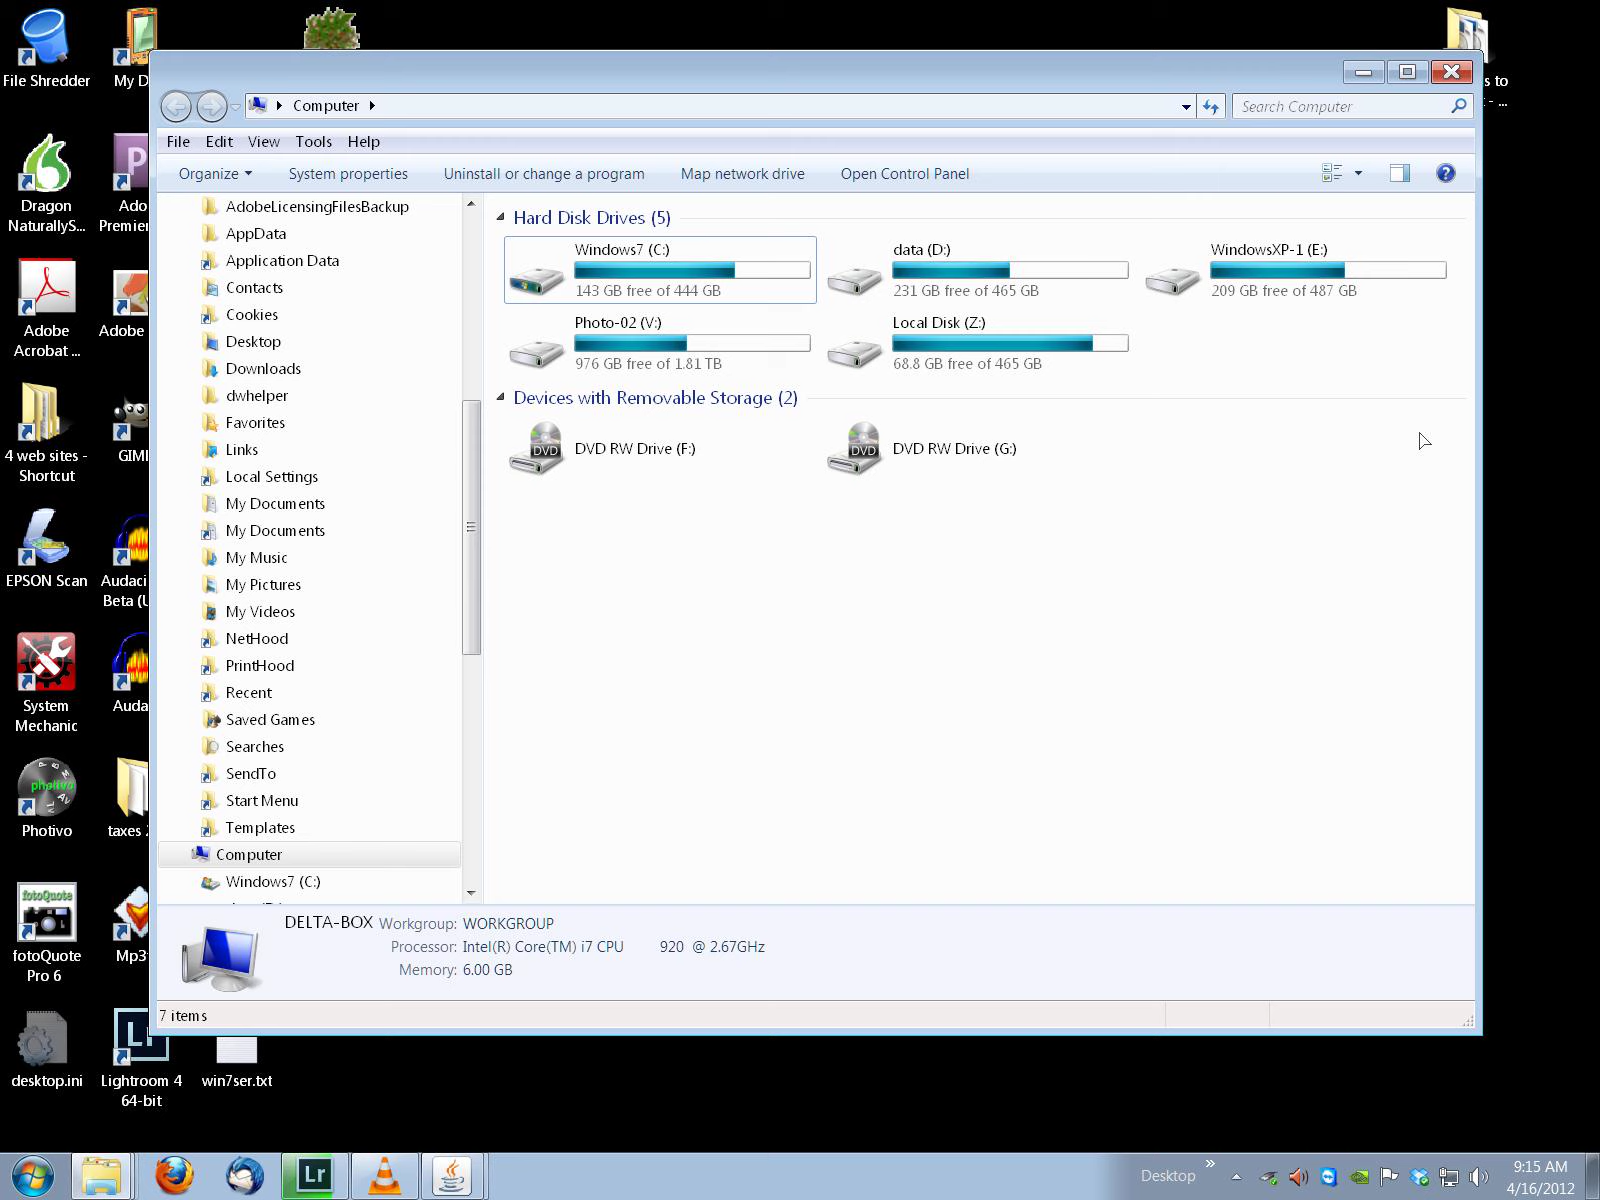 File Shredder
My D
s to
- ...
Computer
Search Computer
File Edit View Tools Help
Organize System properties Uninstall or change a program Map network drive Open Control Panel
Dragon
NaturallyS...
Ado
Premier
Adobe
Acrobat ...
Adobe
4 web sites -
Shortcut
GIMI
EPSON Scan
Audaci
Beta (U
System
Mechanic
Auda
photivo
Photivo
taxes
fotoQuote
fotoQuote
Pro 6
Mp3
desktop.ini
Lightroom 4
64-bit
win7ser.txt
AdobeLicensingFilesBackup
AppData
Application Data
Contacts
Cookies
Desktop
Downloads
dwhelper
Favorites
Links
Local Settings
My Documents
My Documents
My Music
My Pictures
My Videos
NetHood
PrintHood
Recent
Saved Games
Searches
SendTo
Start Menu
Templates
Computer
Windows7 (C:)
Hard Disk Drives (5)
Windows7 (C:)
143 GB free of 444 GB
data (D:)
231 GB free of 465 GB
WindowsXP-1 (E:)
209 GB free of 487 GB
Photo-02 (V:)
976 GB free of 1.81 TB
Local Disk (Z:)
68.8 GB free of 465 GB
Devices with Removable Storage (2)
DVD
DVD RW Drive (F:)
DVD
DVD RW Drive (G:)
DELTA-BOX Workgroup: WORKGROUP
Processor: Intel(R) Core(TM) i7 CPU 920 @ 2.67GHz
Memory: 6.00 GB
7 items
Lr
Desktop
9:15 AM
4/16/2012